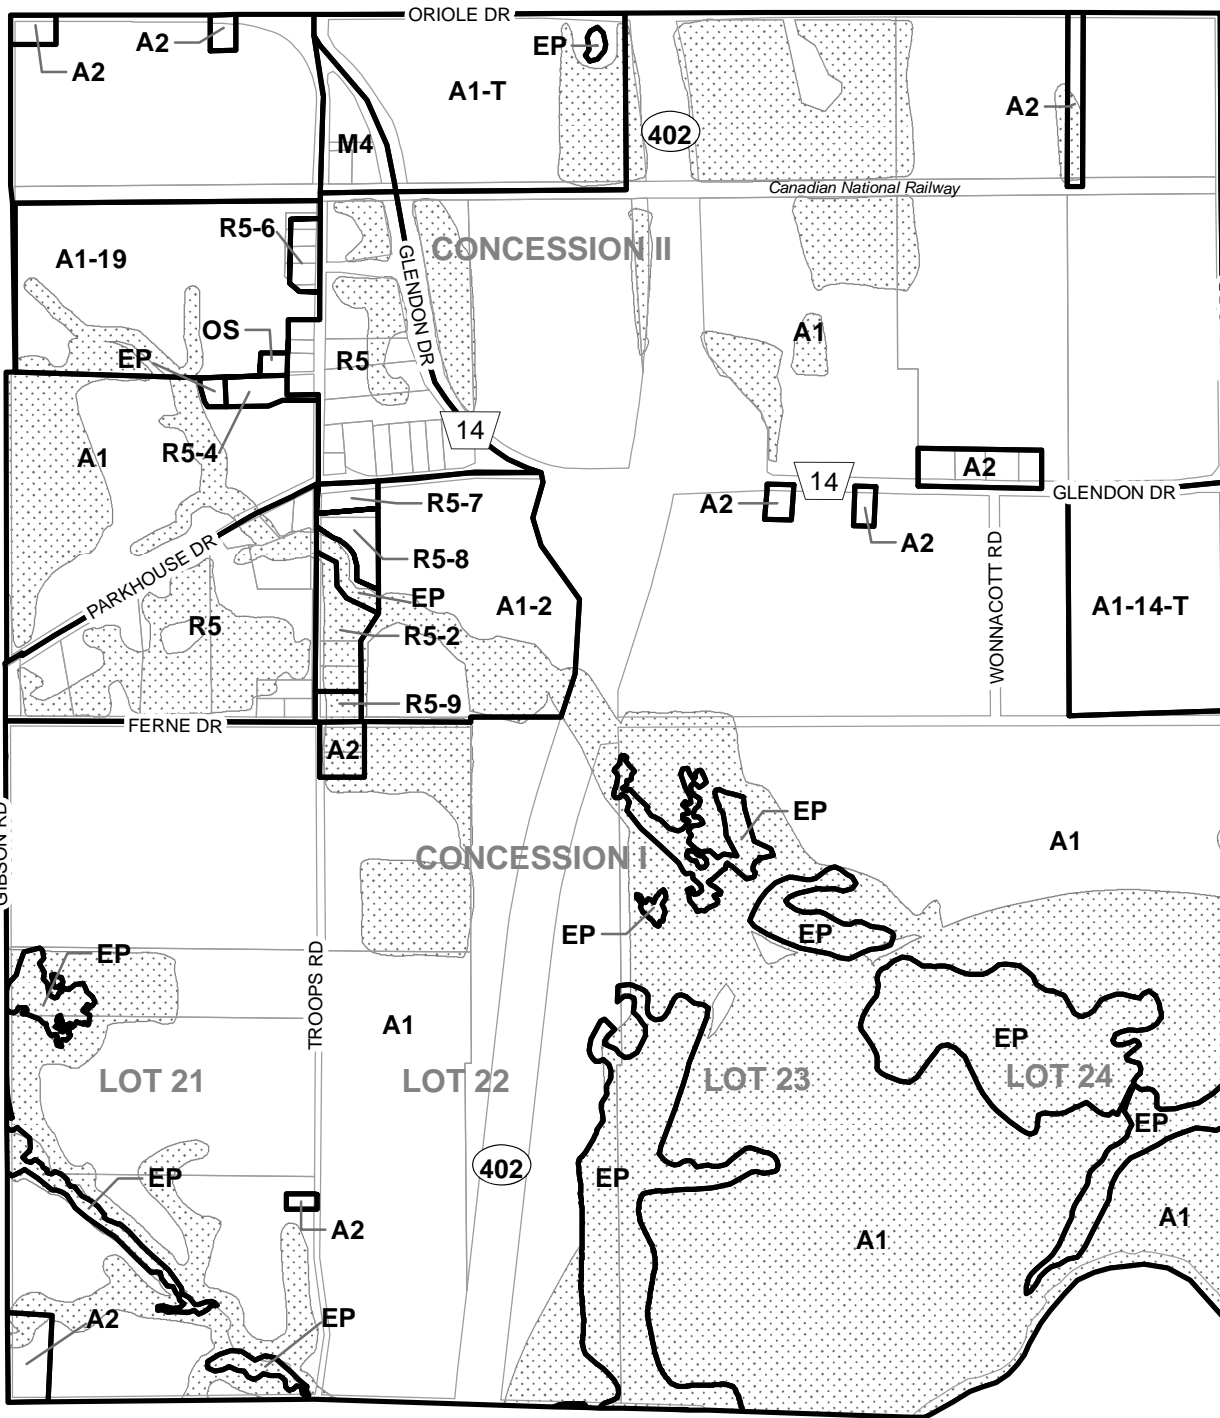 ORIOLE DR
A2
A2
EP
A1-T
A2
402
M4
Canadian National Railway
R5-6
CONCESSION II
A1-19
GLENDON DR
OS
EP
R5
A1
14
R5-4
A1
A2
14
GLENDON DR
R5-7
A2
A2
PARKHOUSE DR
R5-8
EP
A1-2
A1-14-T
R5
R5-2
WONNACOTT RD
R5-9
FERNE DR
A2
EP
GIBSON RD
A1
CONCESSION I
EP
EP
EP
TROOPS RD
A1
EP
LOT 21
LOT 22
LOT 23
LOT 24
EP
402
EP
EP
A2
A1
A1
A2
EP